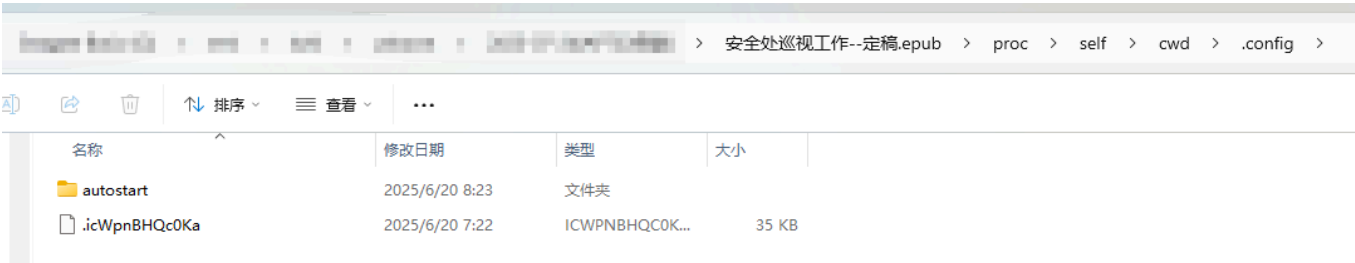 > 安全处巡视工作--定稿.epub > proc > self > cwd > .config >
排序 查看 ...
名称 修改日期 类型 大小
autostart 2025/6/20 8:23 文件夹
.icWpnBHQc0Ka 2025/6/20 7:22 ICWPNBHQC0K... 35 KB